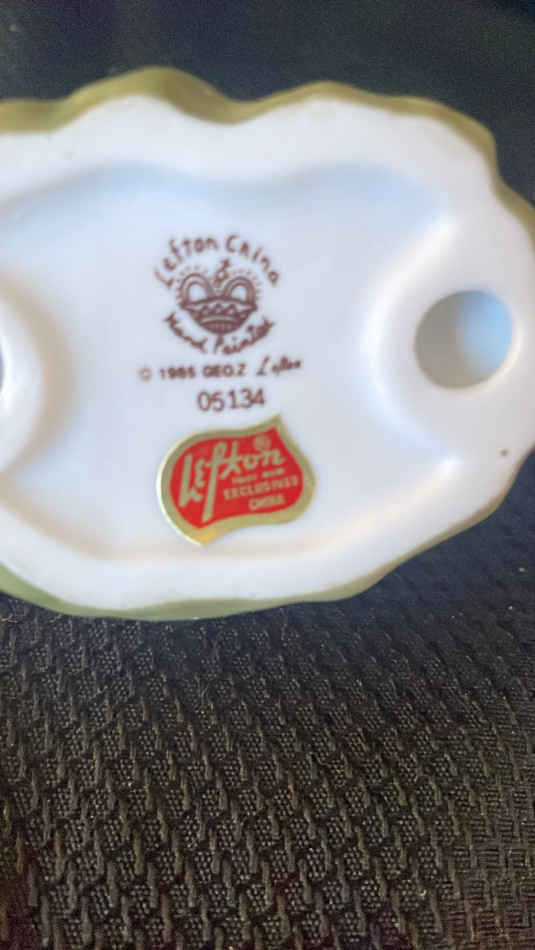 Lefton China
Hand Painted
© 1985 GEO.Z Lefton
05134
Lefton ®
EXCLUSIVES
CHINA